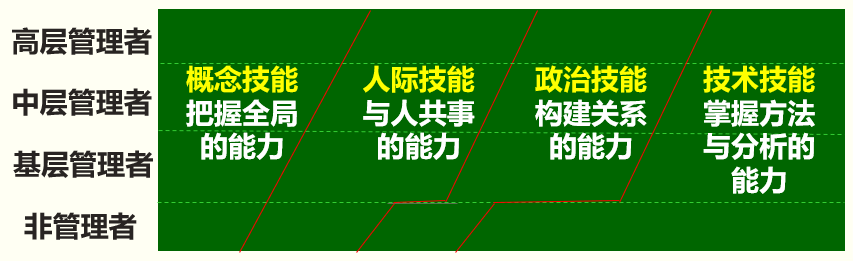 高层管理者
中层管理者
基层管理者
非管理者
概念技能
把握全局
的能力
人际技能
与人共事
的能力
政治技能
构建关系
的能力
技术技能
掌握方法
与分析的
能力